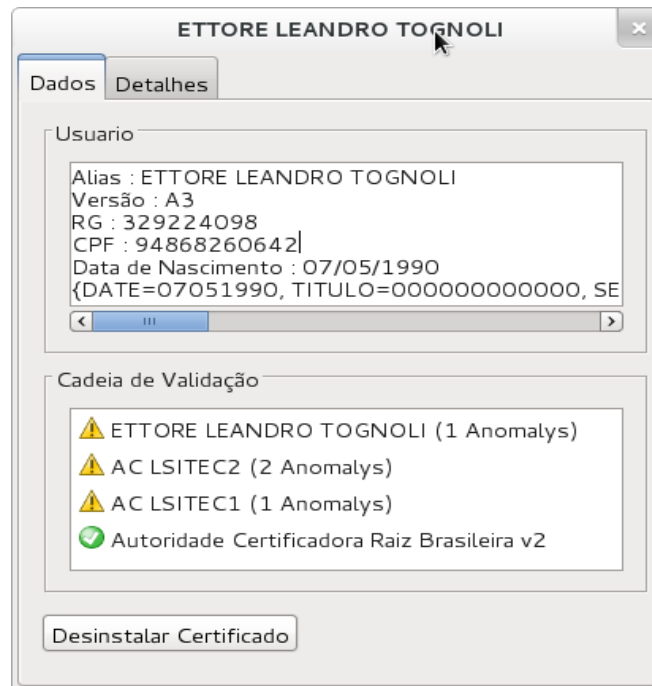 ETTORE LEANDRO TOGNOLI
Dados
Detalhes
Usuario
Alias : ETTORE LEANDRO TOGNOLI
Versão : A3
RG : 329224098
CPF : 94868260642
Data de Nascimento : 07/05/1990
{DATE=07051990, TITULO=000000000000, SE
Cadeia de Validação
ETTORE LEANDRO TOGNOLI (1 Anomalys)
AC LSITEC2 (2 Anomalys)
AC LSITEC1 (1 Anomalys)
Autoridade Certificadora Raiz Brasileira v2
Desinstalar Certificado